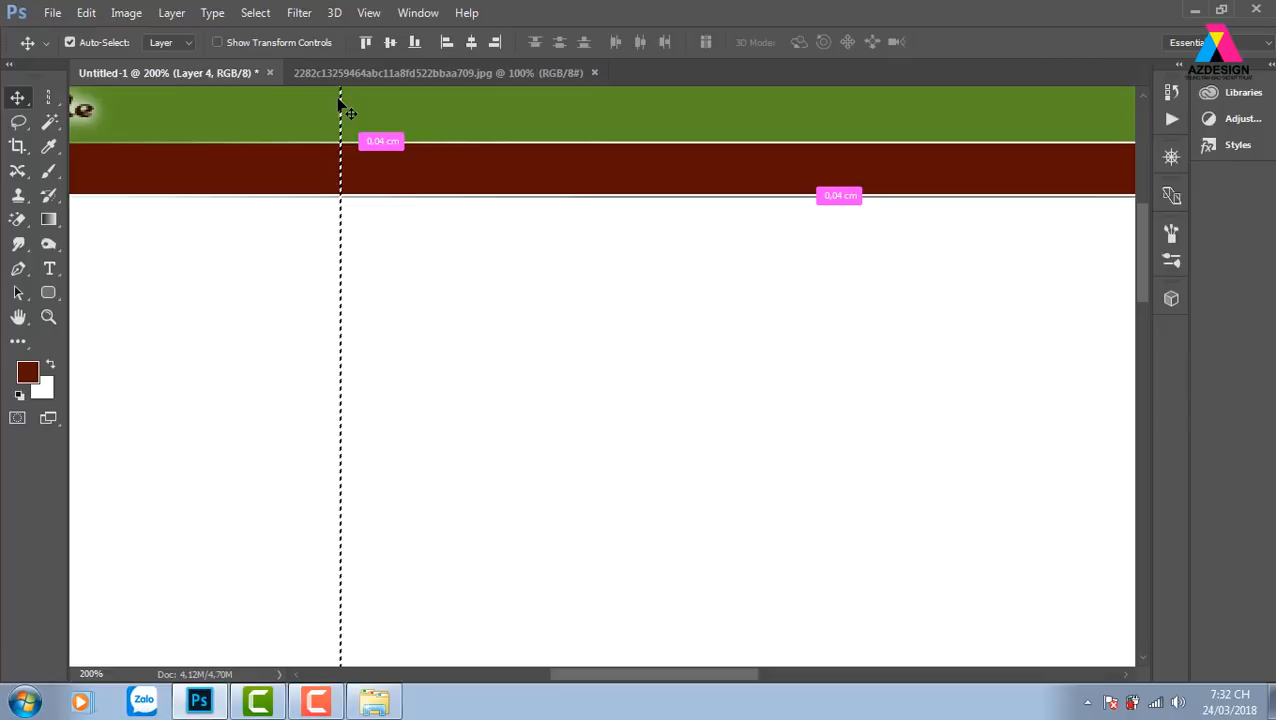 Ps File Edit Image Layer Type Select Filter 3D View Window Help
Auto-Select: Layer Show Transform Controls 3D Mode: Essentia
AZDESIGN
Untitled-1 @ 200% (Layer 4, RGB/8) * × 2282c13259464abc11a8fd522bbaa709.jpg @ 100% (RGB/8#) ×
Libraries
Adjust...
Styles
0,04 cm
0,04 cm
200% Doc: 4,12M/4,70M
Zalo Ps
7:32 CH
24/03/2018